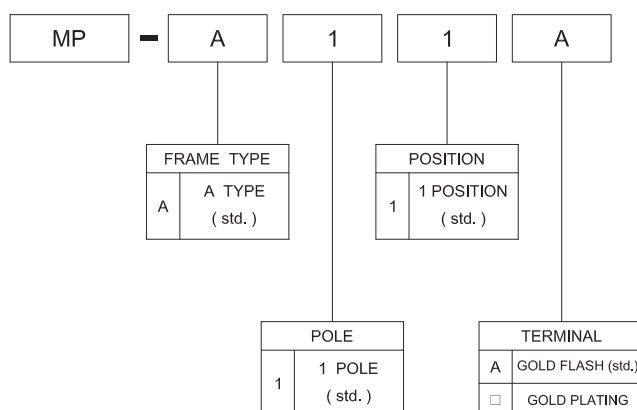 MP - A 1 1 A
FRAME TYPE
A A TYPE
( std. )
POSITION
1 1 POSITION
( std. )
POLE
1 1 POLE
( std. )
TERMINAL
A GOLD FLASH (std.)
□ GOLD PLATING